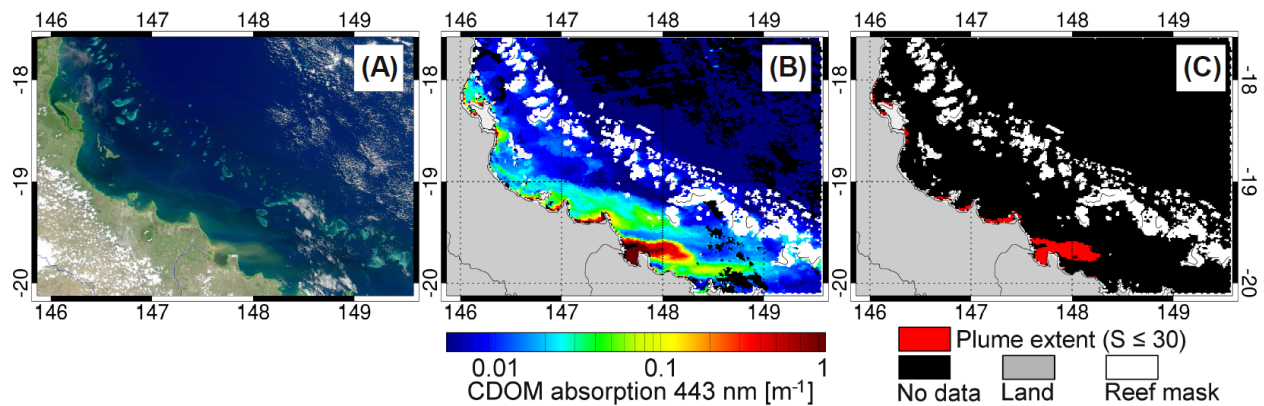 146 147 148 149 146 147 148 149 146 147 148 149
(A) (B) (C)
-18 -18 -18
-19 -19 -19
-20 -20 -20
146 147 148 149 146 147 148 149 146 147 148 149
0.01 0.1 1
CDOM absorption 443 nm [m⁻¹]
Plume extent (S ≤ 30)
No data Land Reef mask